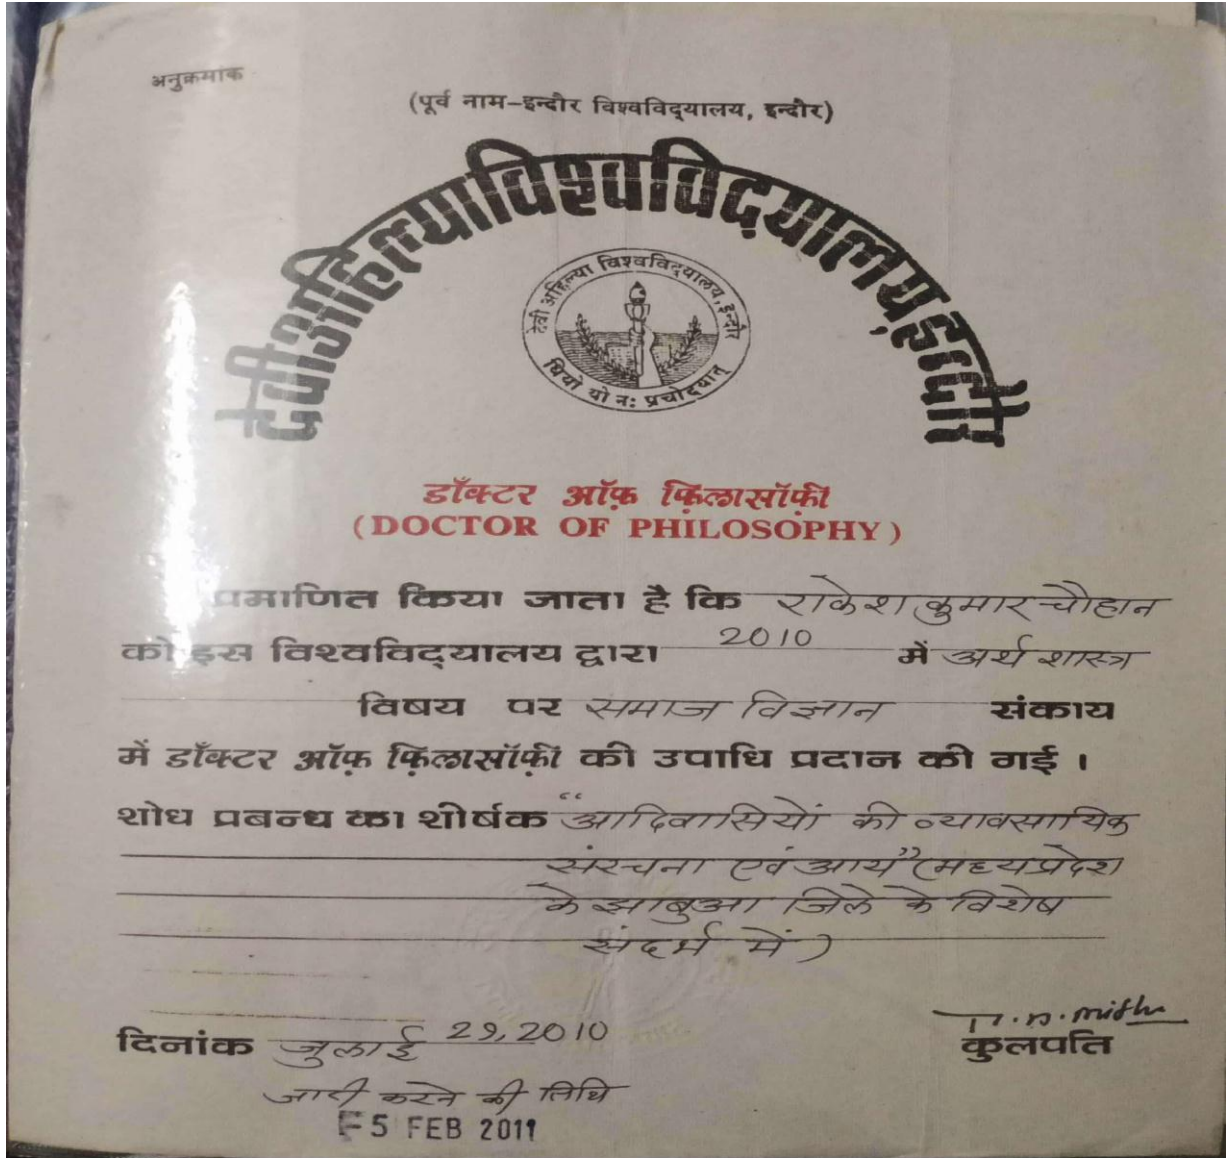 अनुक्रमांक
(पूर्व नाम-इन्दौर विश्वविद्यालय, इन्दौर)
देवी अहिल्या विश्वविद्यालय, इन्दौर
देवी अहिल्या विश्वविद्यालय, इन्दौर
धियो यो नः प्रचोदयात्
डॉक्टर ऑफ़ फ़िलासॉफ़ी
(DOCTOR OF PHILOSOPHY)
प्रमाणित किया जाता है कि राकेश कुमार चौहान
को इस विश्वविद्यालय द्वारा 2010 में अर्थ शास्त्र
विषय पर समाज विज्ञान संकाय
में डॉक्टर ऑफ़ फ़िलासॉफ़ी की उपाधि प्रदान की गई ।
शोध प्रबन्ध का शीर्षक "आदिवासियों की व्यावसायिक
संरचना एवं आय" (मध्यप्रदेश
के झाबुआ जिले के विशेष
संदर्भ में)
दिनांक जुलाई 29, 2010
कुलपति
जारी करने की तिथि
5 FEB 2011